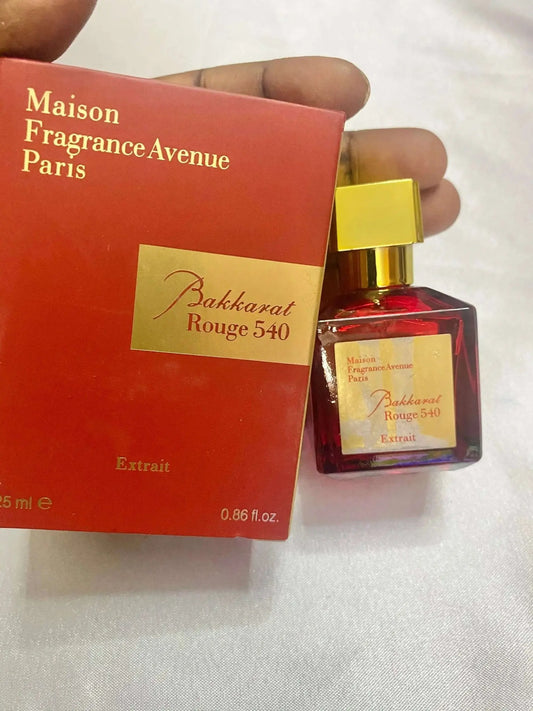 Maison
Fragrance Avenue
Paris
Bakkarat
Rouge 540
Extrait
25 ml ℮
0.86 fl.oz.
Maison
Fragrance Avenue
Paris
Bakkarat
Rouge 540
Extrait